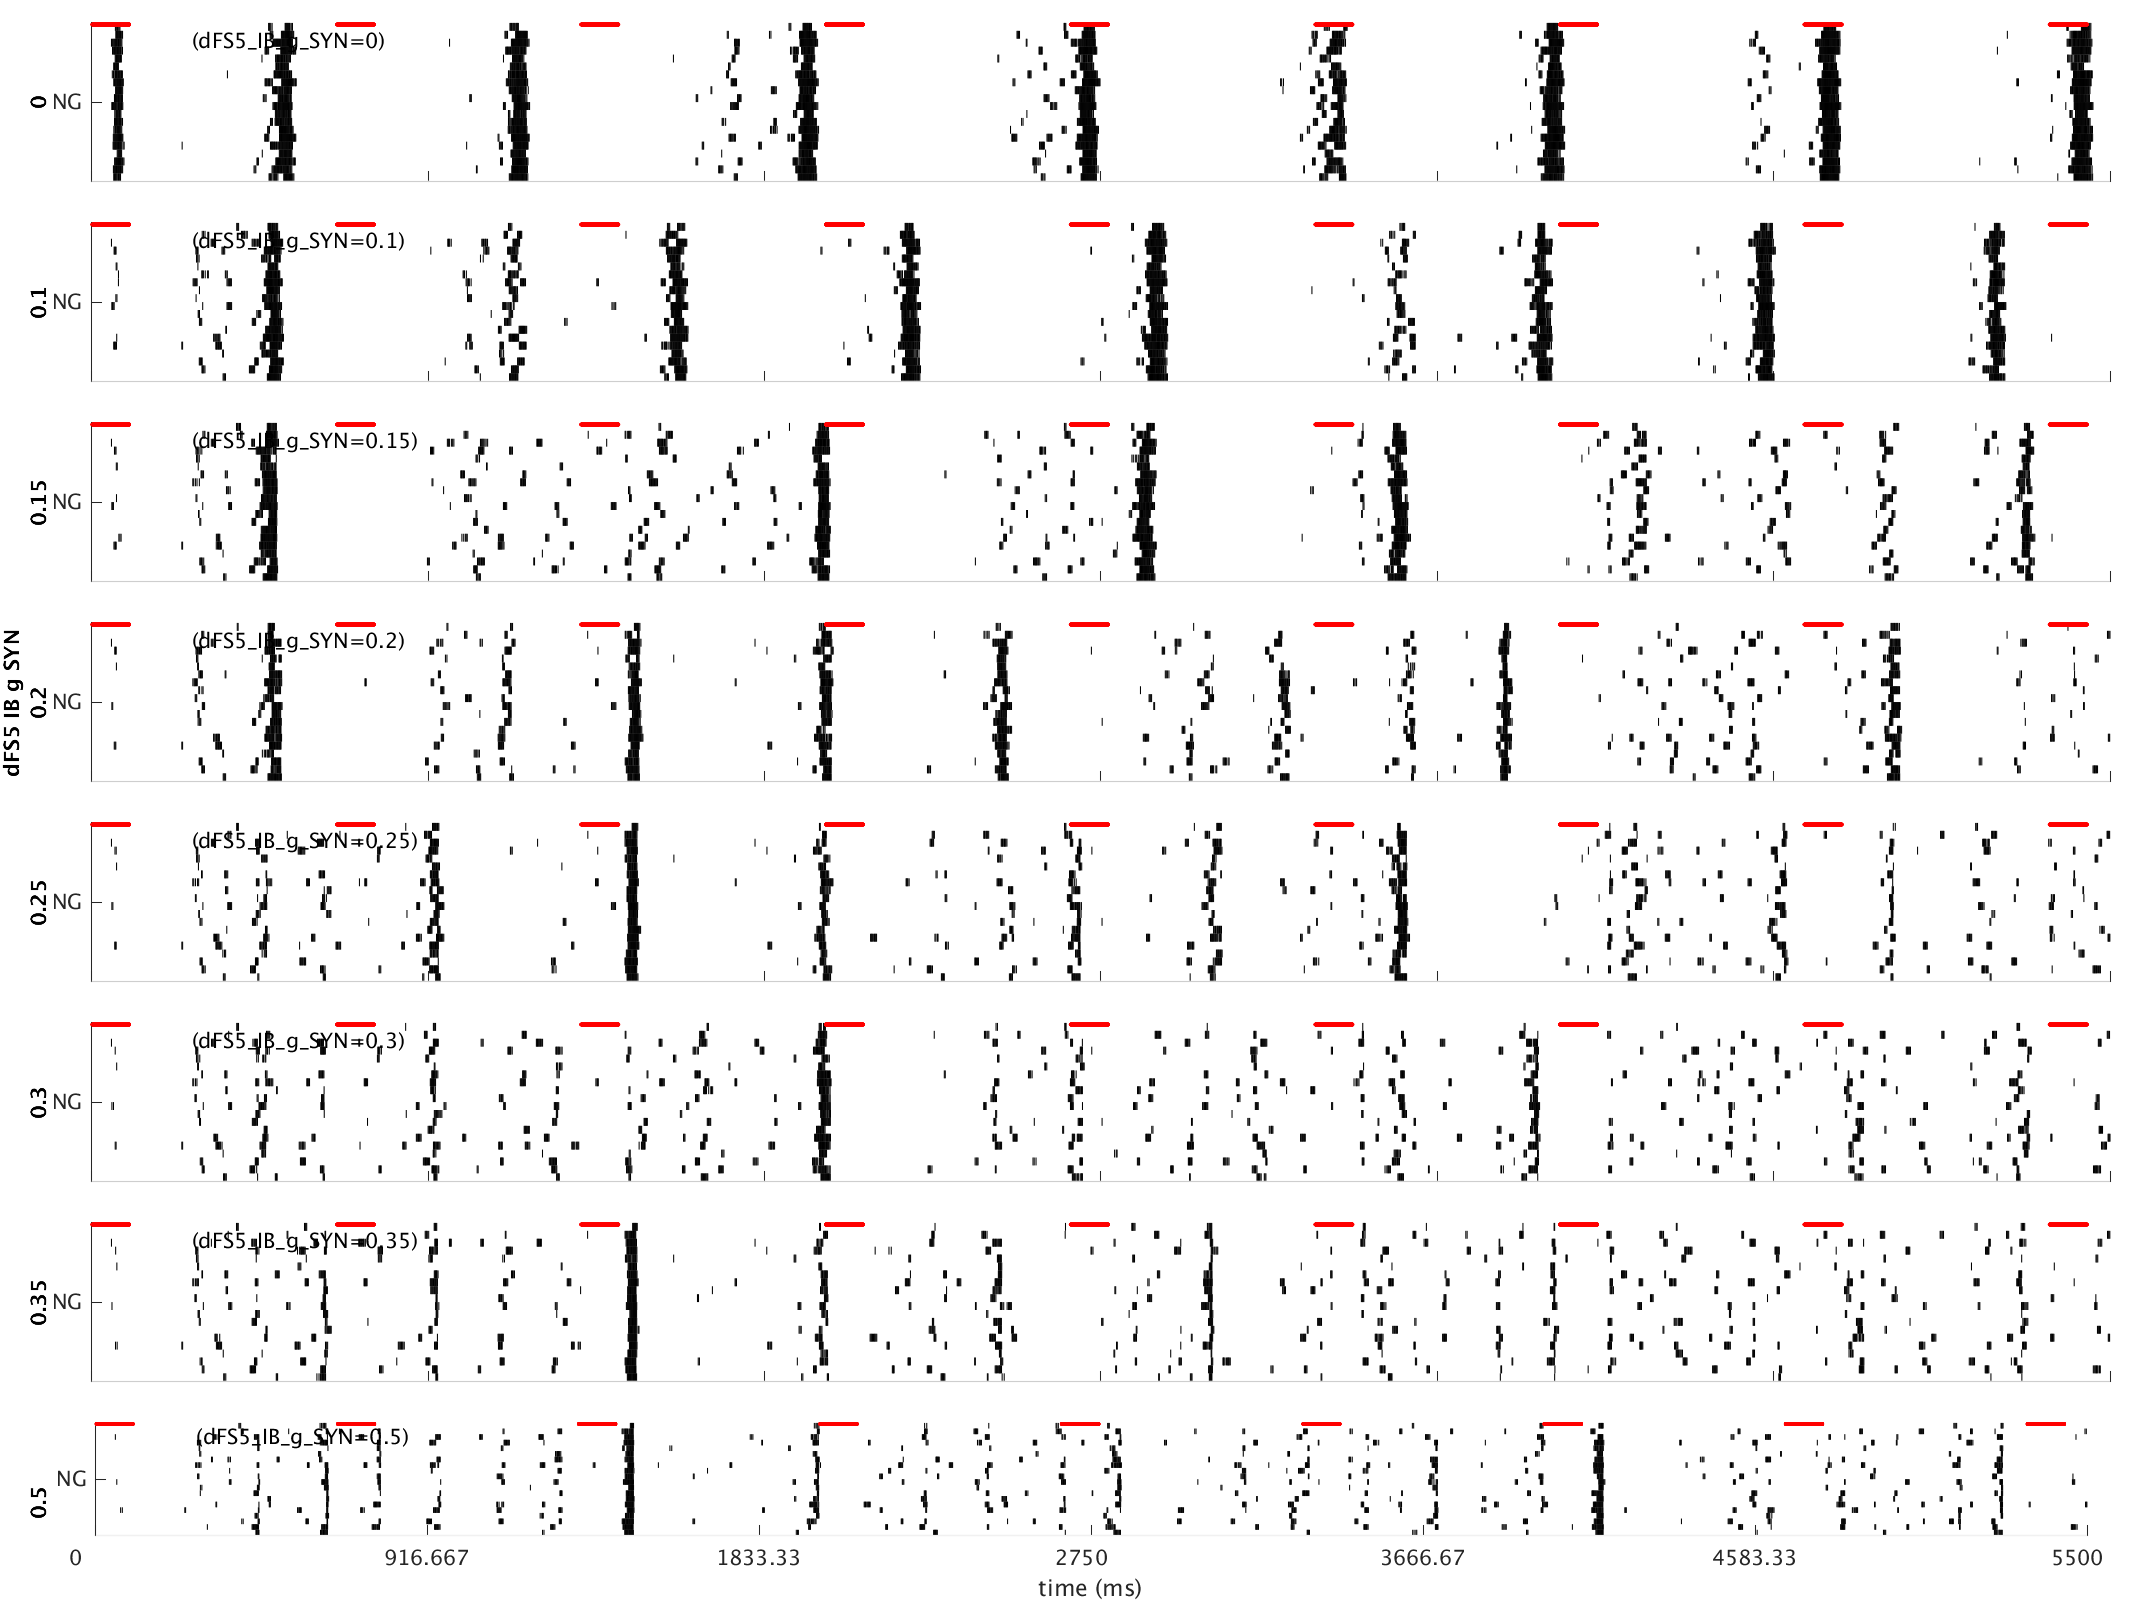 (dFS5_IB_g_SYN=0)
0 NG
(dFS5_IB_g_SYN=0.1)
0.1 NG
(dFS5_IB_g_SYN=0.15)
0.15 NG
dFS5 IB g SYN
(dFS5_IB_g_SYN=0.2)
0.2 NG
(dFS5_IB_g_SYN=0.25)
0.25 NG
(dFS5_IB_g_SYN=0.3)
0.3 NG
(dFS5_IB_g_SYN=0.35)
0.35 NG
(dFS5_IB_g_SYN=0.5)
0.5 NG
0 916.667 1833.33 2750 3666.67 4583.33 5500
time (ms)